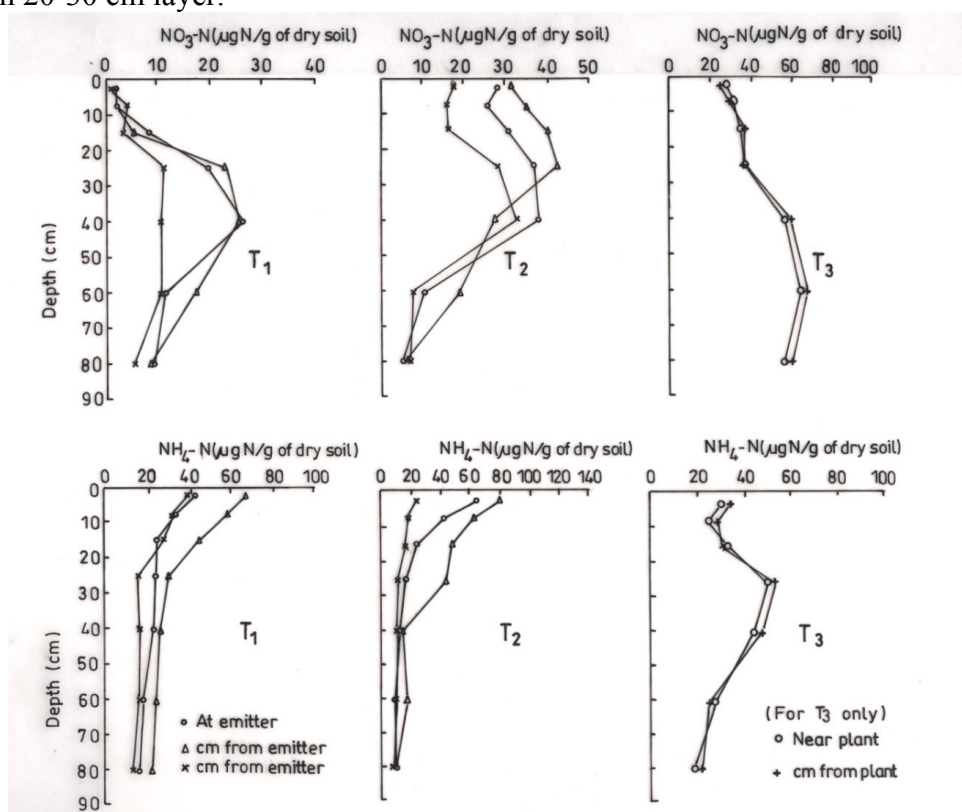 in 20-30 cm layer.
NO3-N(µgN/g of dry soil) NO3-N(µgN/g of dry soil) NO3-N(µgN/g of dry soil)
0 10 20 30 40 0 10 20 30 40 50 0 20 40 60 80 100
0
10
20
30
40
50
60
70
80
90
Depth (cm)
T1 T2 T3
NH4-N(µgN/g of dry soil) NH4-N(µgN/g of dry soil) NH4-N(µgN/g of dry soil)
20 40 60 80 100 0 20 40 60 80 100 120 140 0 20 40 60 80 100
0
10
20
30
40
50
60
70
80
90
Depth (cm)
T1 T2 T3
At emitter
cm from emitter
cm from emitter
(For T3 only)
Near plant
cm from plant